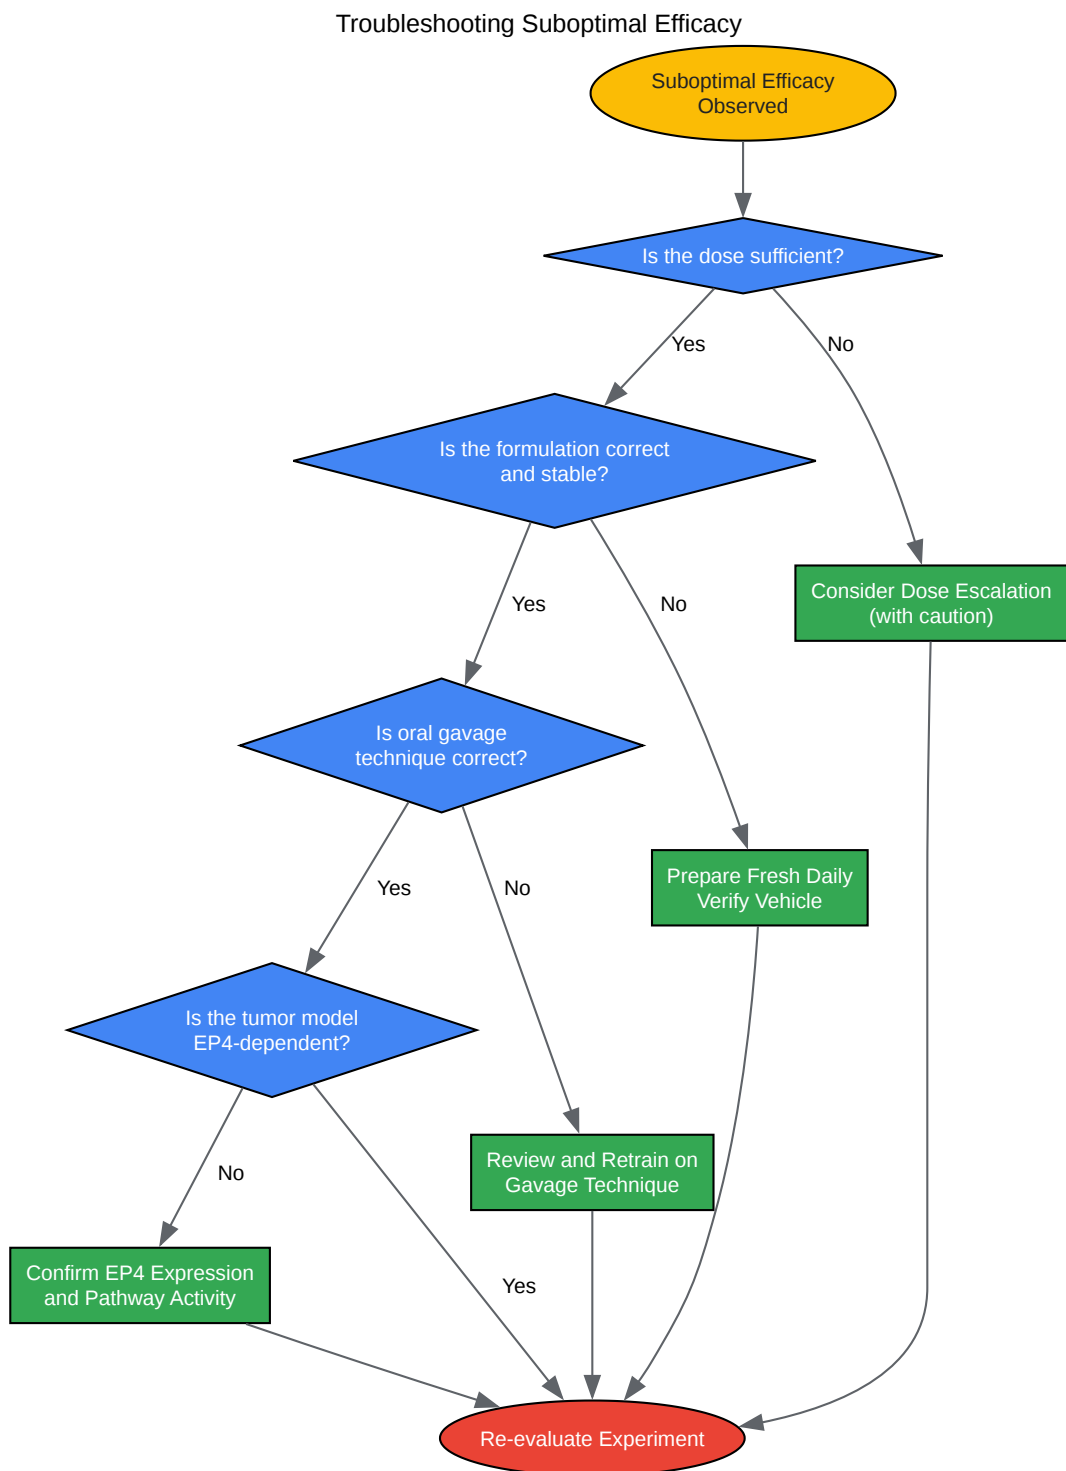 Troubleshooting Suboptimal Efficacy
Suboptimal Efficacy
Observed
Is the dose sufficient?
Yes
No
Is the formulation correct
and stable?
Consider Dose Escalation
(with caution)
Yes
No
Is oral gavage
technique correct?
Prepare Fresh Daily
Verify Vehicle
Yes
No
Is the tumor model
EP4-dependent?
Review and Retrain on
Gavage Technique
No
Confirm EP4 Expression
and Pathway Activity
Yes
Re-evaluate Experiment